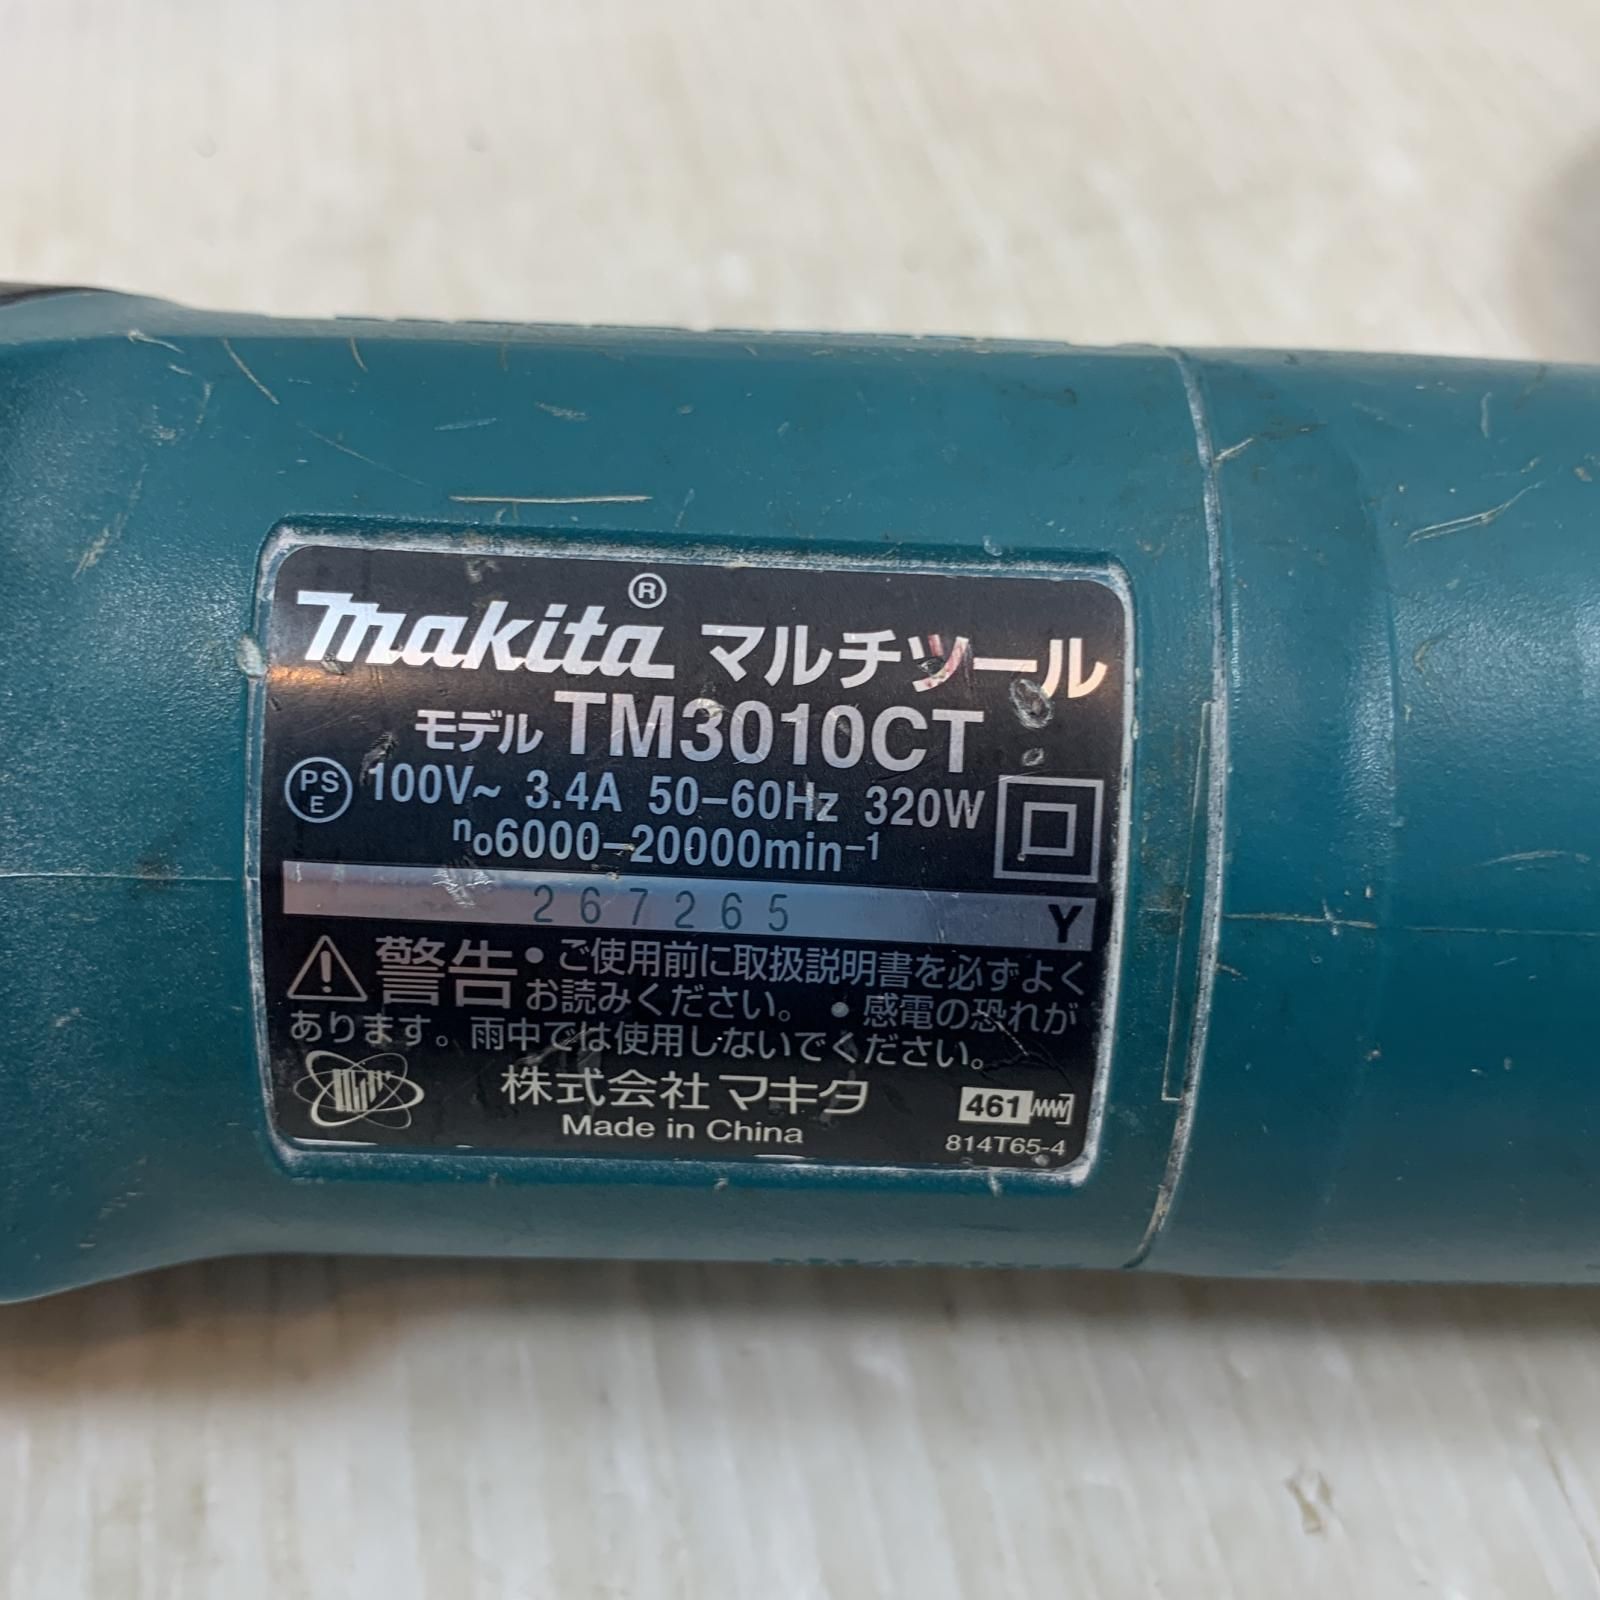 makita® マルチツール
モデル TM3010CT
PS E 100V~ 3.4A 50-60Hz 320W
no6000-20000min-1
267265 Y
警告 • ご使用前に取扱説明書を必ずよく
お読みください。 • 感電の恐れが
あります。雨中では使用しないでください。
株式会社マキタ
Made in China
461
814T65-4